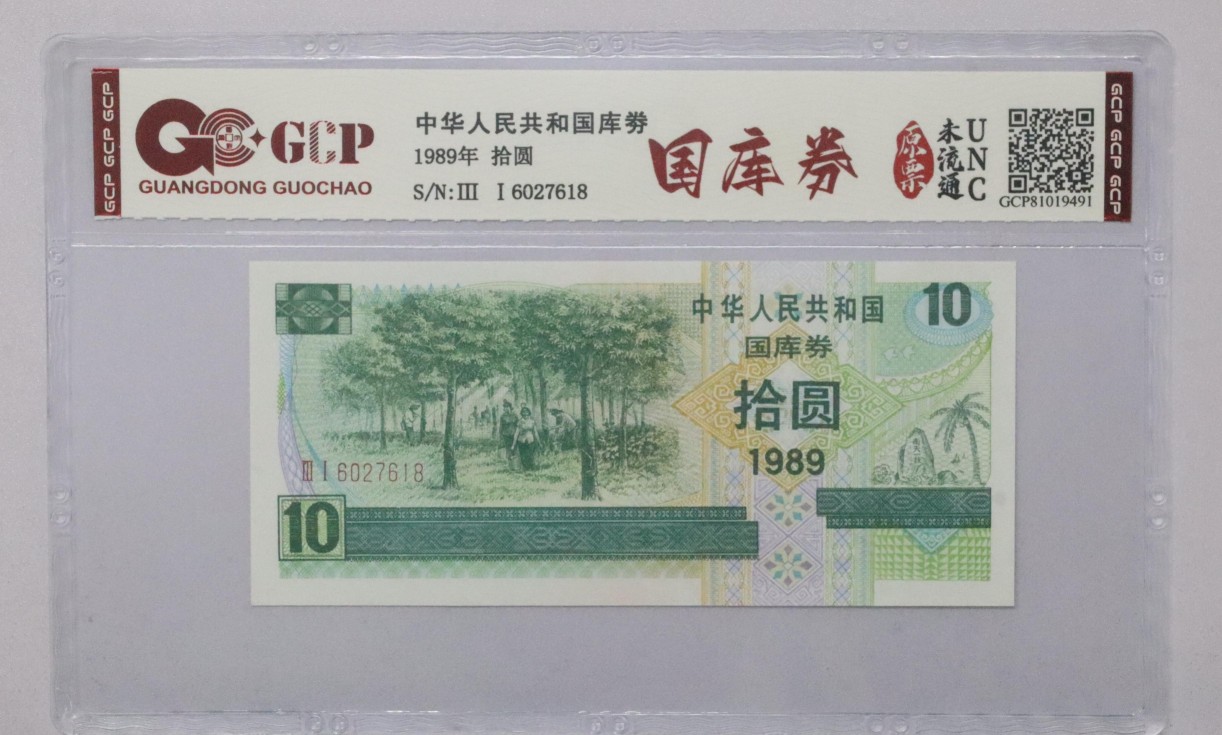 GCP GCP GCP
GCP
GUANGDONG GUOCHAO
中华人民共和国库券
1989年 拾圆
S/N:III I 6027618
国库券
原票
未流通
UNC
GCP81019491
GCP GCP GCP
中华人民共和国
国库券
拾圆
1989
10
III I 6027618
10